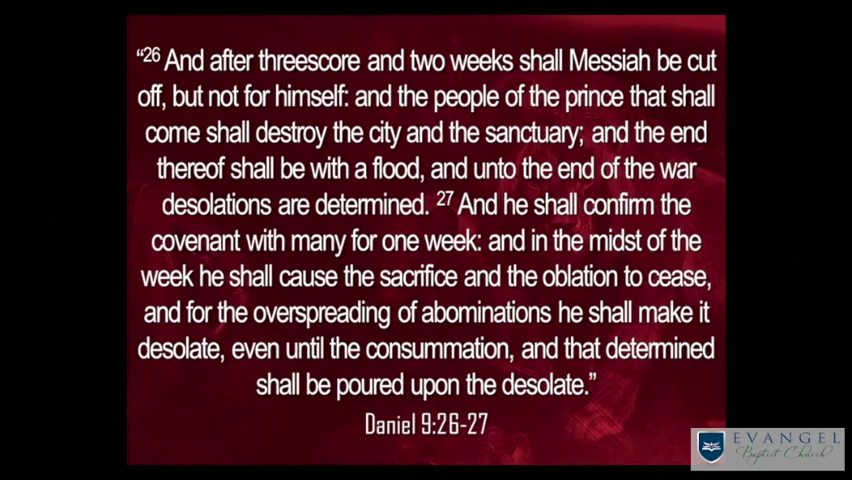 “26 And after threescore and two weeks shall Messiah be cut
off, but not for himself: and the people of the prince that shall
come shall destroy the city and the sanctuary; and the end
thereof shall be with a flood, and unto the end of the war
desolations are determined. 27 And he shall confirm the
covenant with many for one week: and in the midst of the
week he shall cause the sacrifice and the oblation to cease,
and for the overspreading of abominations he shall make it
desolate, even until the consummation, and that determined
shall be poured upon the desolate.”
Daniel 9:26-27
EVANGEL
Baptist Church